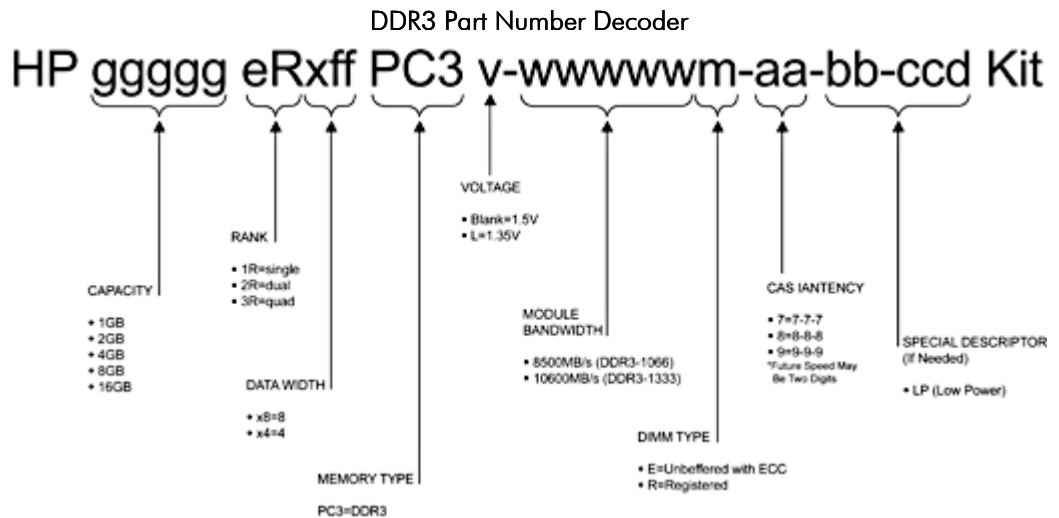 DDR3 Part Number Decoder
HP ggggg eRxff PC3 v-wwwwwm-aa-bb-ccd Kit
CAPACITY
• 1GB
• 2GB
• 4GB
• 8GB
• 16GB
RANK
• 1R=single
• 2R=dual
• 3R=quad
DATA WIDTH
• x8=8
• x4=4
MEMORY TYPE
PC3=DDR3
VOLTAGE
• Blank=1.5V
• L=1.35V
MODULE
BANDWIDTH
• 8500MB/s (DDR3-1066)
• 10600MB/s (DDR3-1333)
DIMM TYPE
• E=Unbeffered with ECC
• R=Registered
CAS IANTENCY
• 7=7-7-7
• 8=8-8-8
• 9=9-9-9
*Future Speed May
Be Two Digits
SPECIAL DESCRIPTOR
(If Needed)
• LP (Low Power)